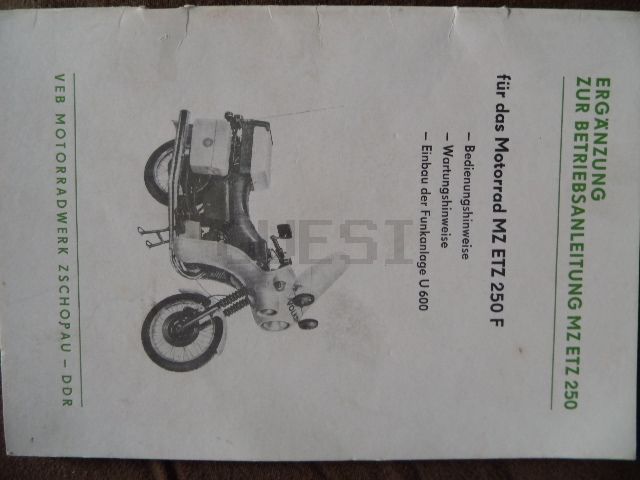 ERGÄNZUNG
ZUR BETRIEBSANLEITUNG MZ ETZ 250
für das Motorrad MZ ETZ 250 F
– Bedienungshinweise
– Wartungshinweise
– Einbau der Funkanlage U 600
VEB MOTORRADWERK ZSCHOPAU – DDR